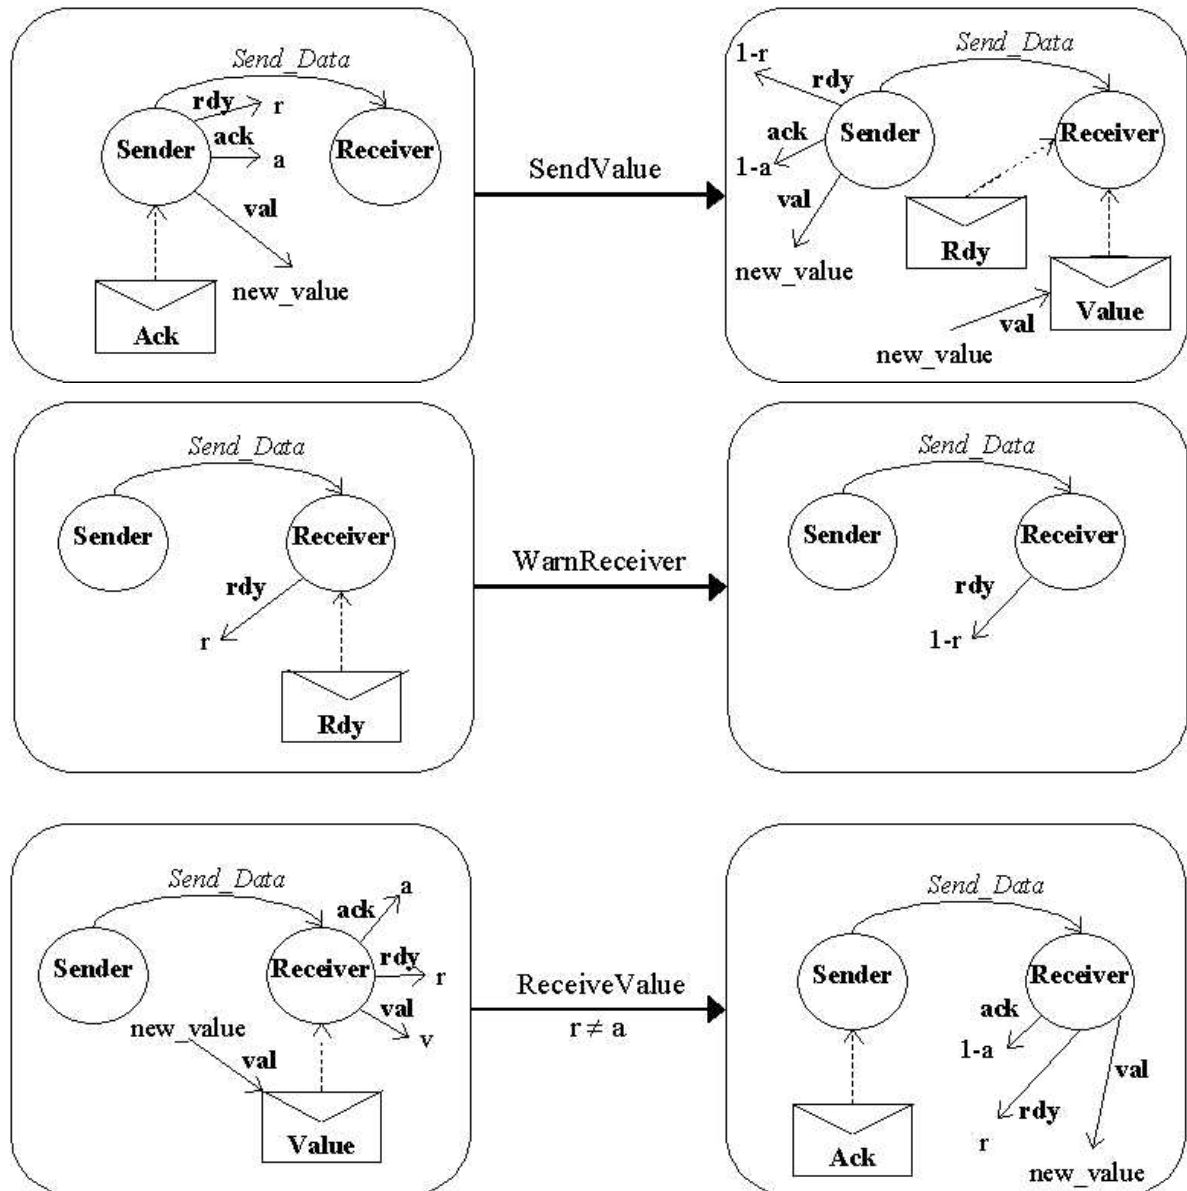 Send_Data
rdy
r
Sender
ack
a
Receiver
val
new_value
Ack
SendValue
Send_Data
1-r
rdy
ack
Sender
Receiver
1-a
val
Rdy
new_value
val
Value
new_value
Send_Data
Sender
Receiver
rdy
r
Rdy
WarnReceiver
Send_Data
Sender
Receiver
rdy
1-r
Send_Data
a
ack
Sender
Receiver
rdy
r
new_value
val
v
val
Value
ReceiveValue
r ≠ a
Send_Data
Sender
Receiver
ack
1-a
val
rdy
r
Ack
new_value